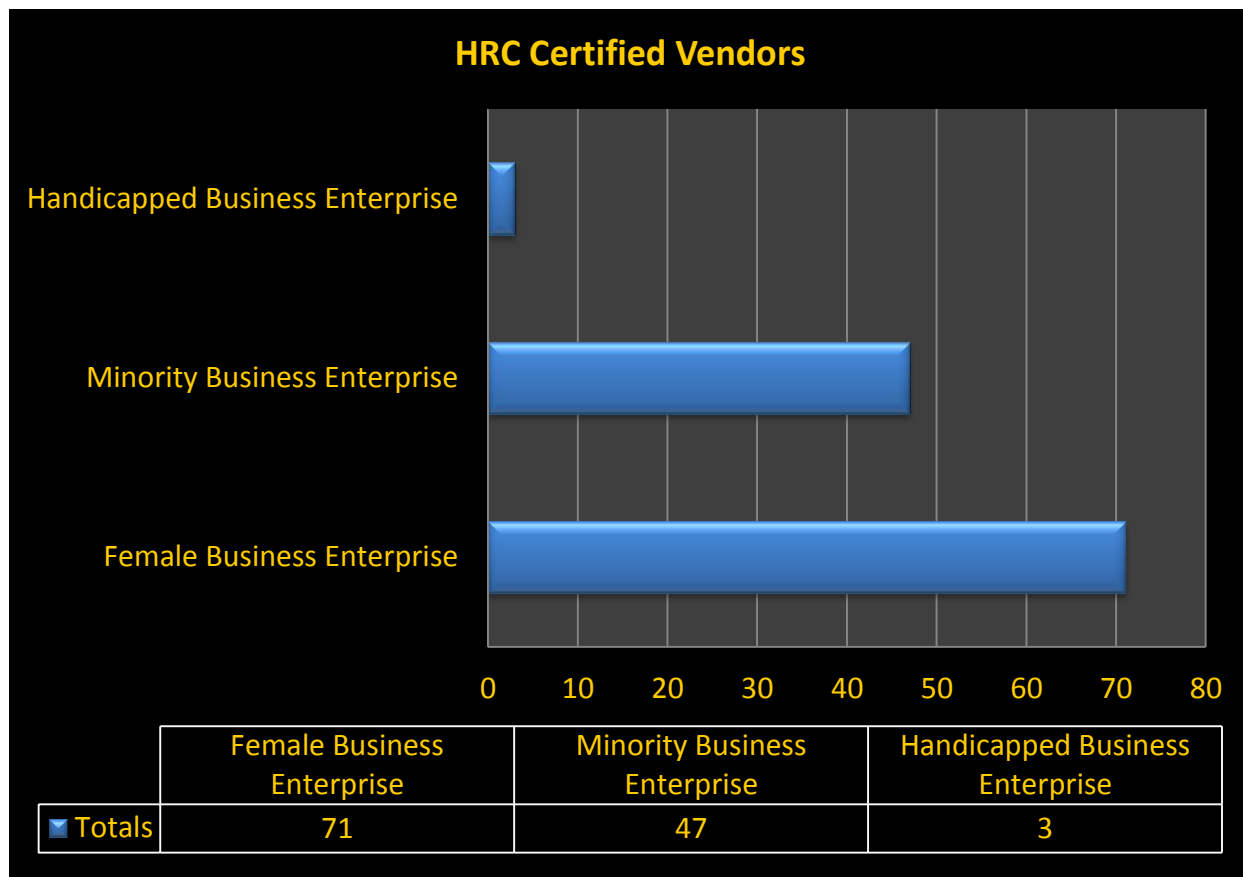 HRC Certified Vendors
Handicapped Business Enterprise
Minority Business Enterprise
Female Business Enterprise
0 10 20 30 40 50 60 70 80
Female Business Minority Business Handicapped Business
Enterprise Enterprise Enterprise
Totals 71 47 3